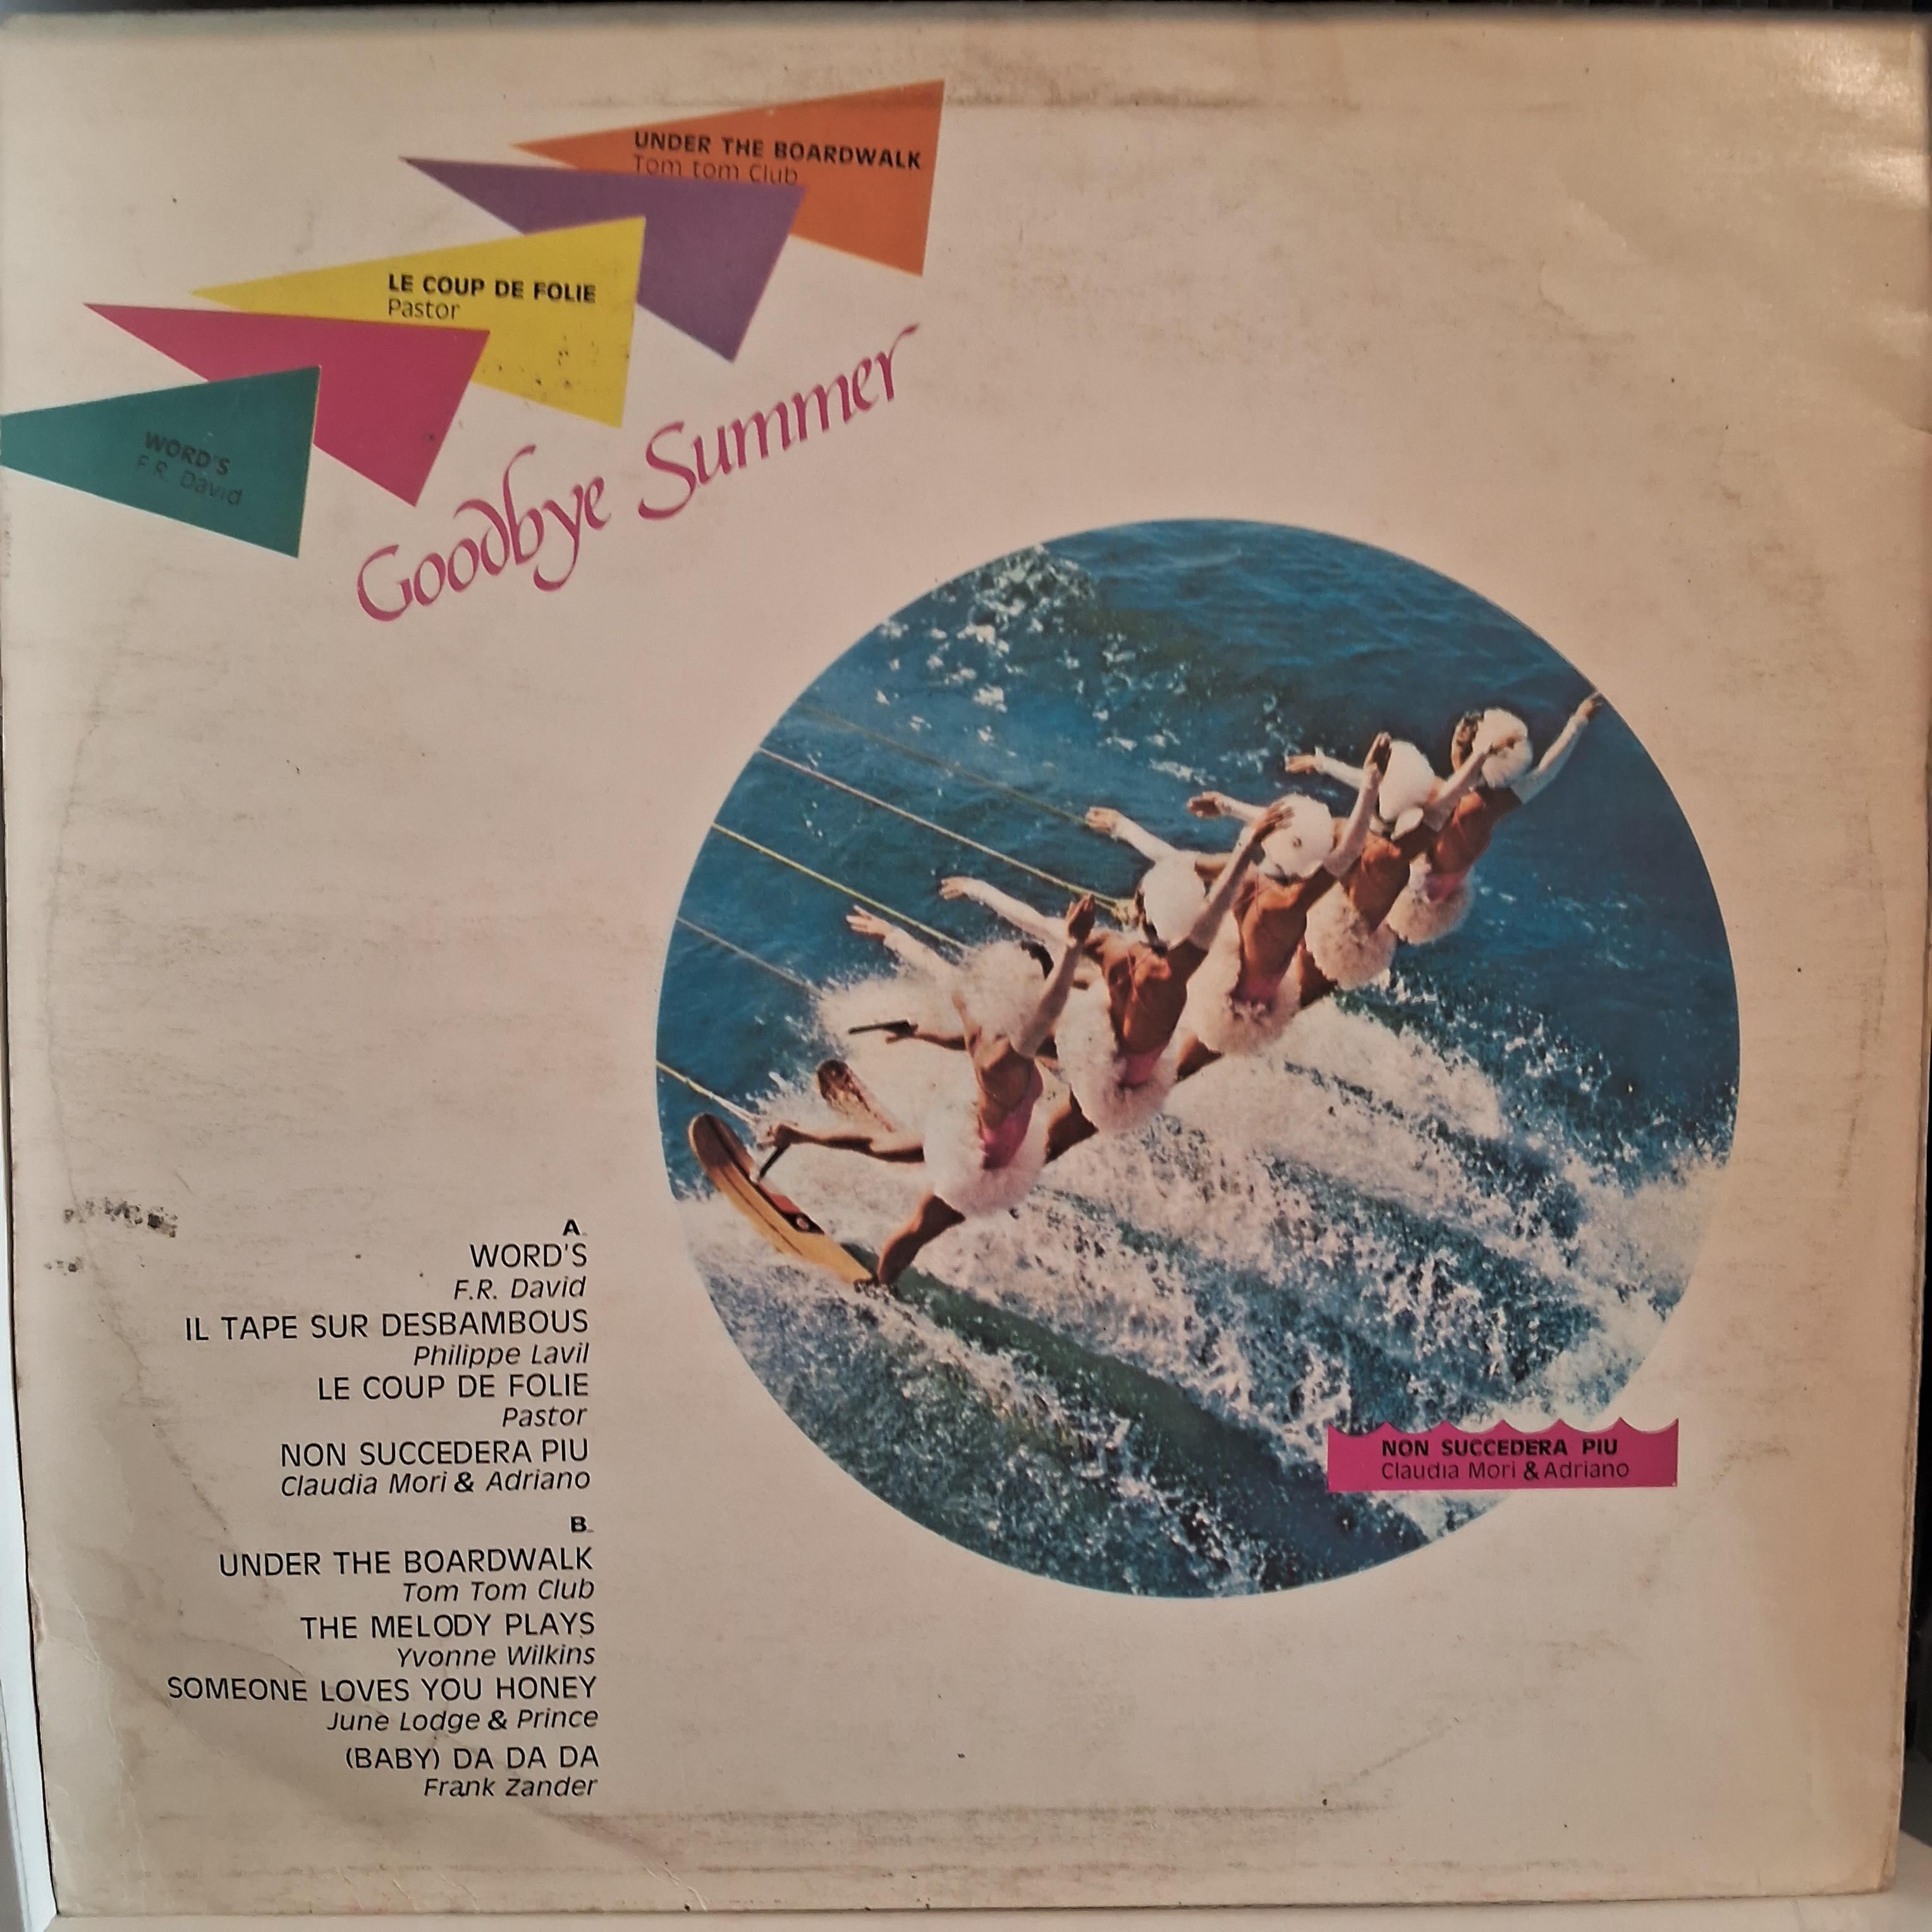 UNDER THE BOARDWALK
Tom tom Club
LE COUP DE FOLIE
Pastor
WORD'S
F.R. David
Goodbye Summer
A.
WORD'S
F.R. David
IL TAPE SUR DESBAMBOUS
Philippe Lavil
LE COUP DE FOLIE
Pastor
NON SUCCEDERA PIU
Claudia Mori & Adriano
B.
UNDER THE BOARDWALK
Tom Tom Club
THE MELODY PLAYS
Yvonne Wilkins
SOMEONE LOVES YOU HONEY
June Lodge & Prince
(BABY) DA DA DA
Frank Zander
NON SUCCEDERA PIU
Claudia Mori & Adriano